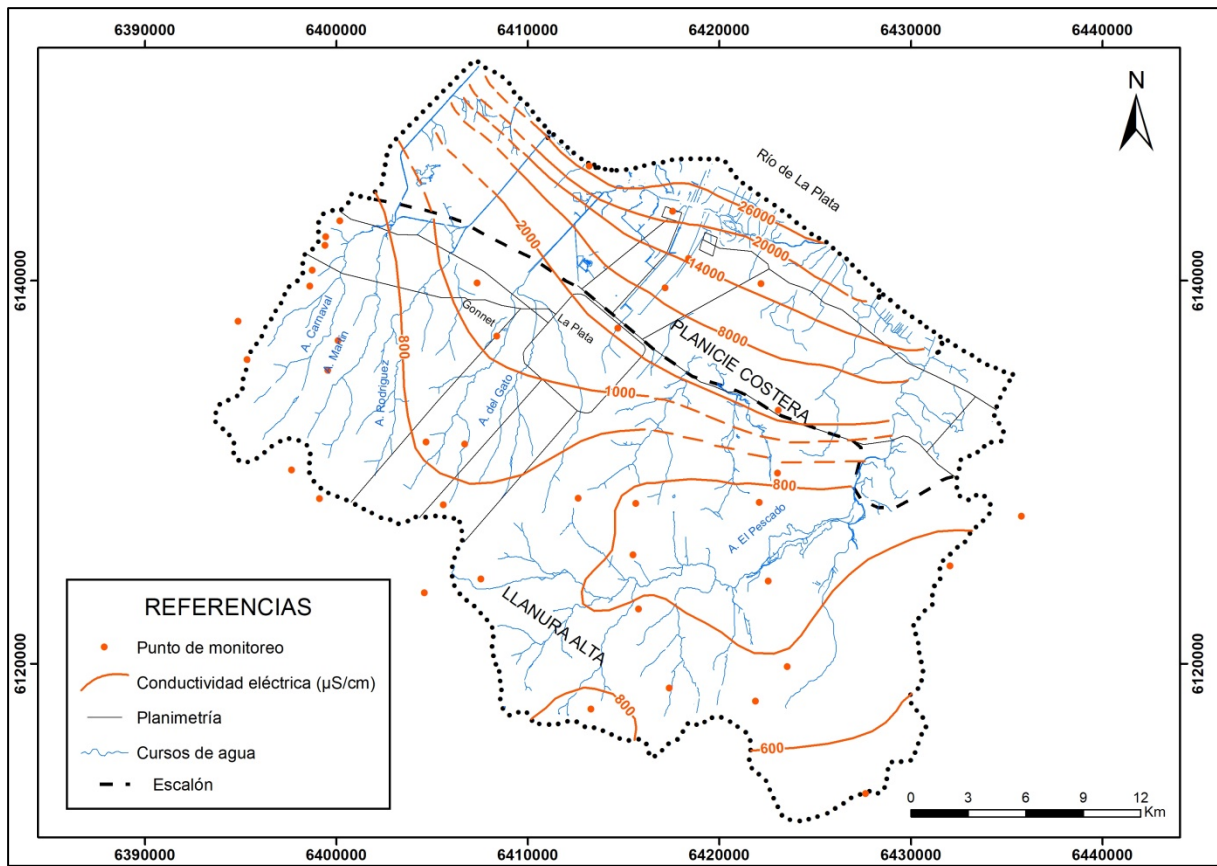 6390000 6400000 6410000 6420000 6430000 6440000
N
Río de La Plata
26000
20000
2000
14000
6140000 6140000
8000
A. Carnaval
A. Martín
A. Rodriguez
A. del Gato
Gonnet
La Plata
800
PLANICIE COSTERA
1000
800
A. El Pescado
LLANURA ALTA
6120000 6120000
800
600
REFERENCIAS
Punto de monitoreo
Conductividad eléctrica (µS/cm)
Planimetría
Cursos de agua
Escalón
0 3 6 9 12
Km
6390000 6400000 6410000 6420000 6430000 6440000